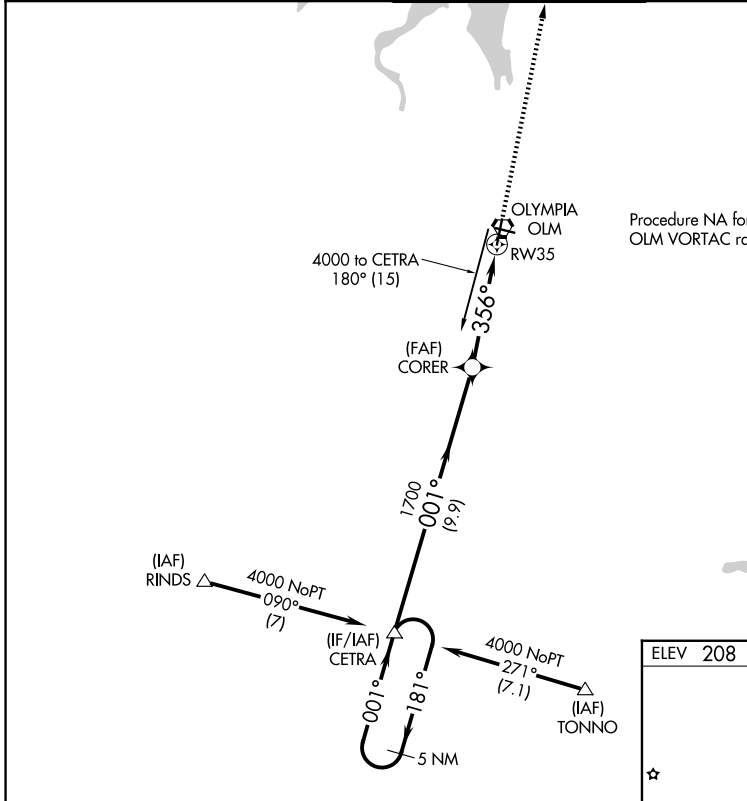 OLYMPIA
OLM
RW35
Procedure NA for
OLM VORTAC
4000 to CETRA
180° (15)
356°
(FAF)
CORER
1700
001°
(9.9)
(IAF)
RINDS
4000 NoPT
090°
(7)
(IF/IAF)
CETRA
4000 NoPT
271°
(7.1)
(IAF)
TONNO
001°
181°
5 NM
ELEV 208